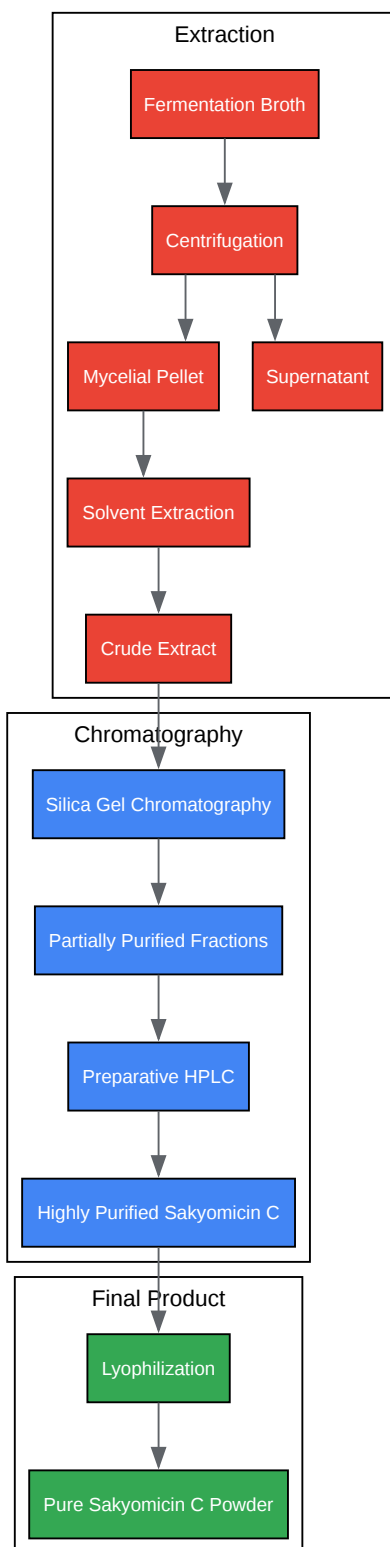 Extraction
Fermentation Broth
Centrifugation
Mycelial Pellet
Supernatant
Solvent Extraction
Crude Extract
Chromatography
Silica Gel Chromatography
Partially Purified Fractions
Preparative HPLC
Highly Purified Sakyomicin C
Final Product
Lyophilization
Pure Sakyomicin C Powder